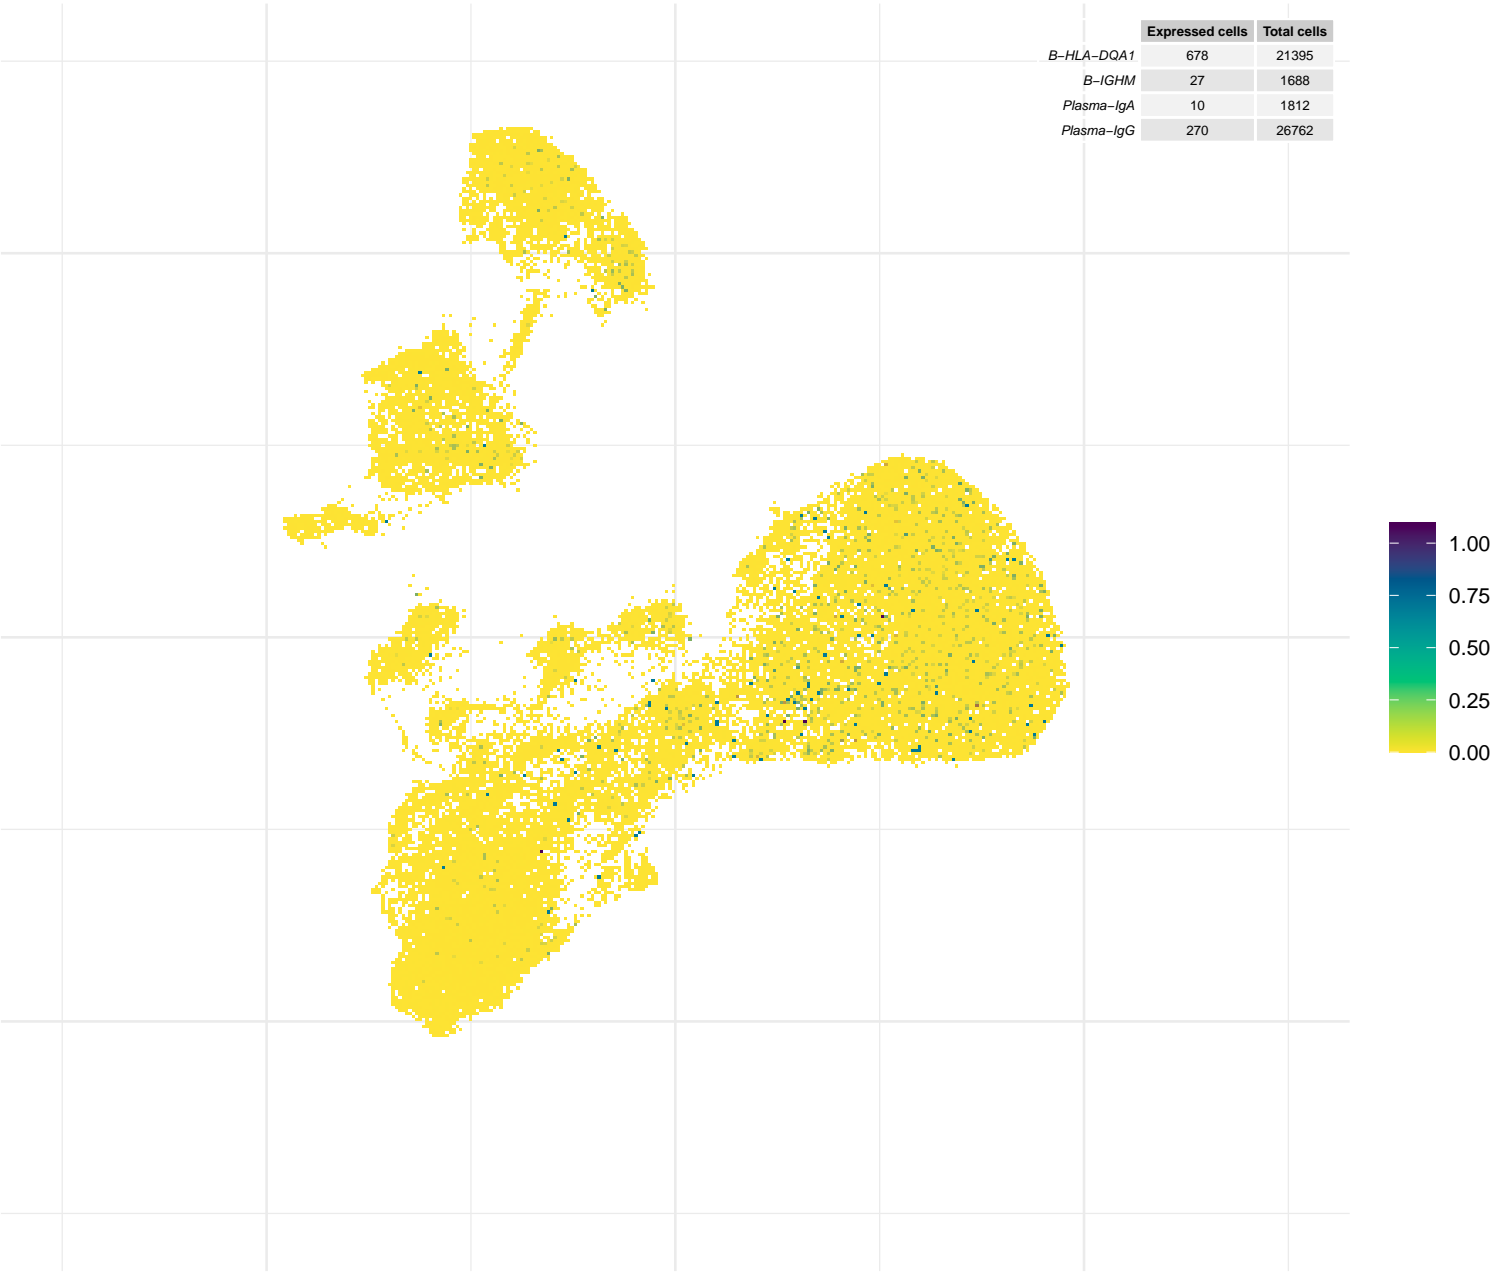 Expressed cells Total cells
B−HLA−DQA1 678 21395
B−IGHM 27 1688
Plasma−IgA 10 1812
Plasma−IgG 270 26762
1.00
0.75
0.50
0.25
0.00